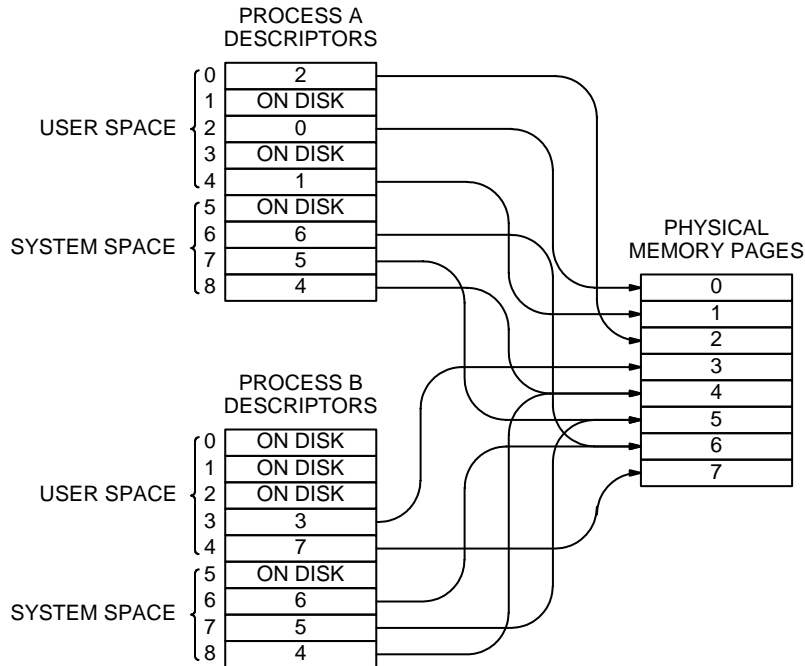 PROCESS A
DESCRIPTORS
0 2
1 ON DISK
USER SPACE 2 0
3 ON DISK
4 1
5 ON DISK
SYSTEM SPACE 6 6
7 5
8 4
PHYSICAL
MEMORY PAGES
0
1
2
3
4
5
6
7
PROCESS B
DESCRIPTORS
0 ON DISK
1 ON DISK
USER SPACE 2 ON DISK
3 3
4 7
5 ON DISK
SYSTEM SPACE 6 6
7 5
8 4